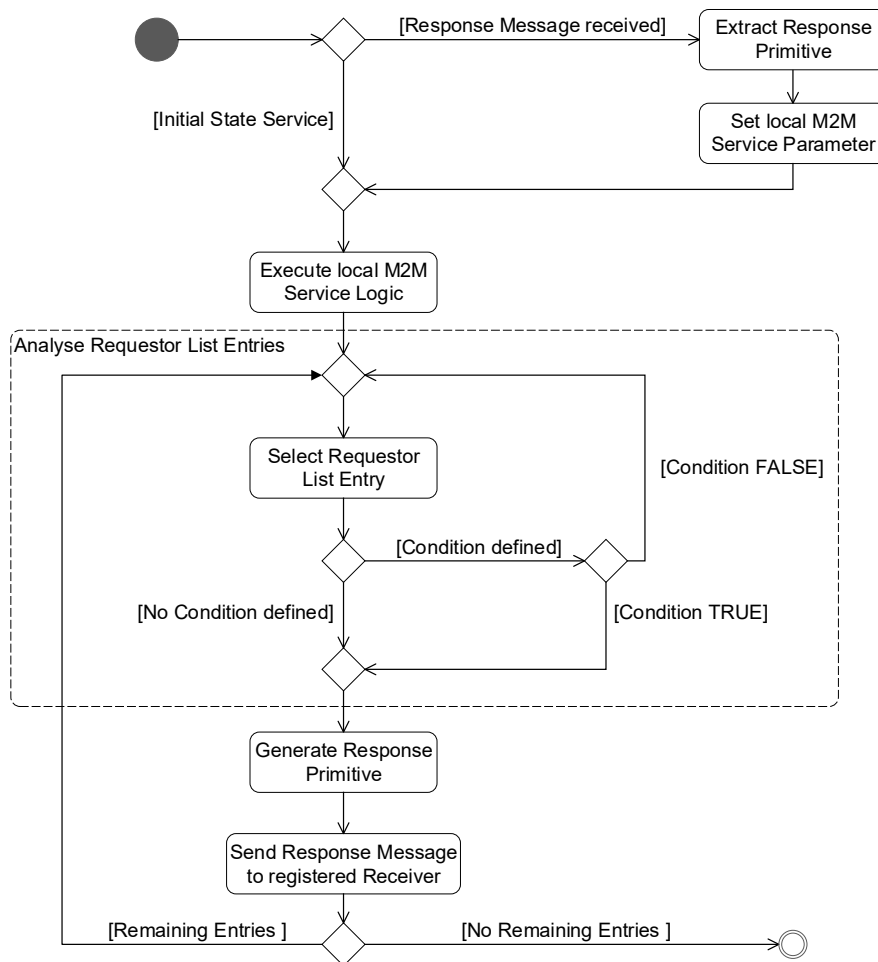 [Response Message received]
Extract Response
Primitive
[Initial State Service]
Set local M2M
Service Parameter
Execute local M2M
Service Logic
Analyse Requestor List Entries
Select Requestor
List Entry
[Condition FALSE]
[Condition defined]
[No Condition defined]
[Condition TRUE]
Generate Response
Primitive
Send Response Message
to registered Receiver
[Remaining Entries ]
[No Remaining Entries ]